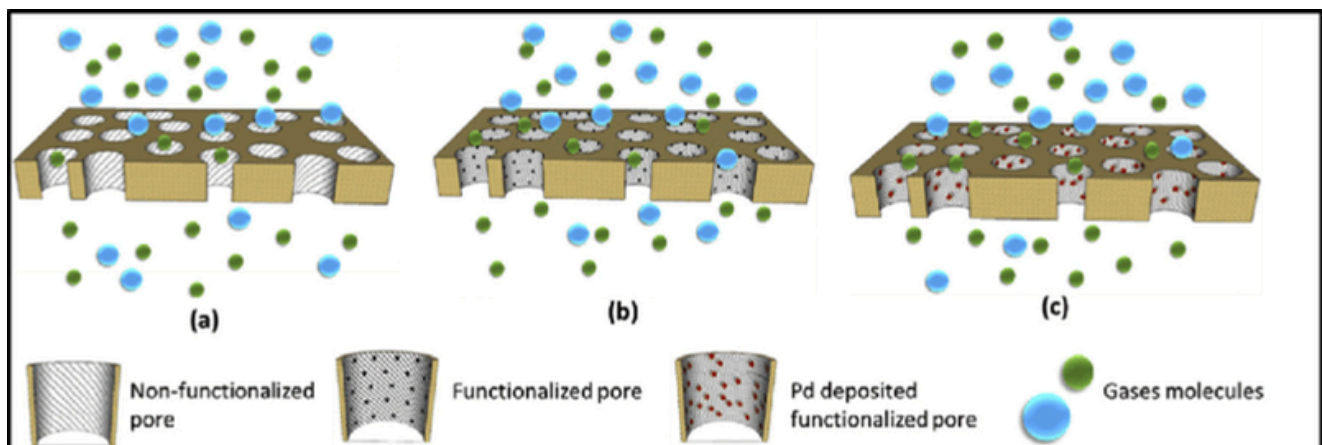 (a)
(b)
(c)
Non-functionalized
pore
Functionalized pore
Pd deposited
functionalized pore
Gases molecules